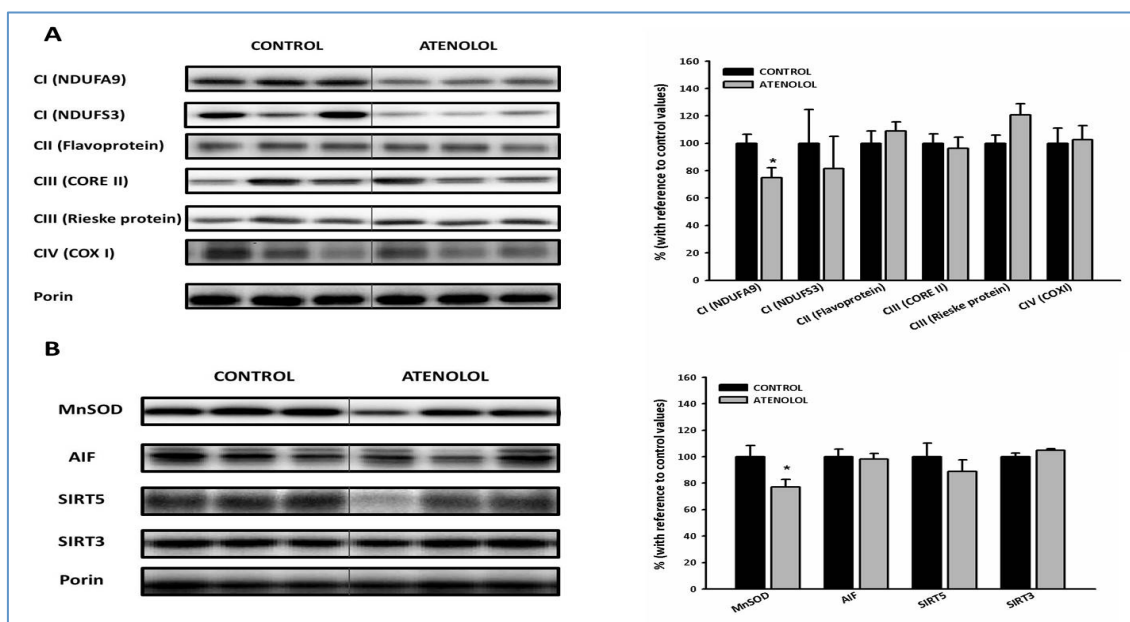 A
CONTROL ATENOLOL
CI (NDUFA9)
CI (NDUFS3)
CII (Flavoprotein)
CIII (CORE II)
CIII (Rieske protein)
CIV (COX I)
Porin
% (with reference to control values)
160
140
120
100
80
60
40
20
0
CONTROL
ATENOLOL
*
CI (NDUFA9)
CI (NDUFS3)
CII (Flavoprotein)
CIII (CORE II)
CIII (Rieske protein)
CIV (COXI)
B
CONTROL ATENOLOL
MnSOD
AIF
SIRT5
SIRT3
Porin
% (with reference to control values)
160
140
120
100
80
60
40
20
0
CONTROL
ATENOLOL
*
MnSOD
AIF
SIRT5
SIRT3